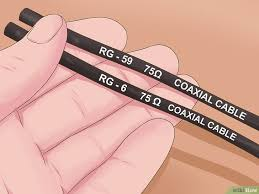 RG - 59 75Ω COAXIAL CABLE
RG - 6 75 Ω COAXIAL CABLE